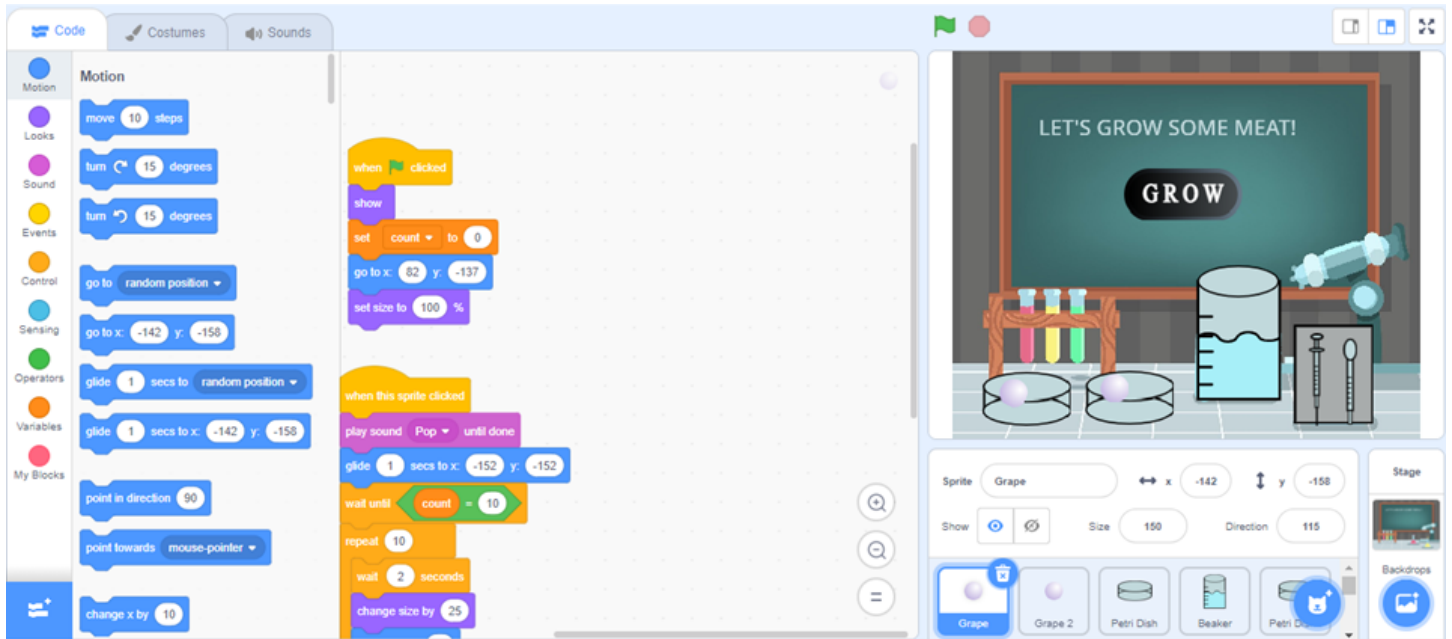 Code
Costumes
Sounds
Motion
Looks
Sound
Events
Control
Sensing
Operators
Variables
My Blocks
Motion
move 10 steps
turn 15 degrees
turn 15 degrees
go to random position
go to x: -142 y: -158
glide 1 secs to random position
glide 1 secs to x: -142 y: -158
point in direction 90
point towards mouse-pointer
change x by 10
when clicked
show
set count to 0
go to x: 82 y: -137
set size to 100 %
when this sprite clicked
play sound Pop until done
glide 1 secs to x: -152 y: -152
wait until count = 10
repeat 10
wait 2 seconds
change size by 25
LET'S GROW SOME MEAT!
GROW
Sprite Grape x -142 y -158
Show Size 150 Direction 115
Grape
Grape 2
Petri Dish
Beaker
Stage
Backdrops